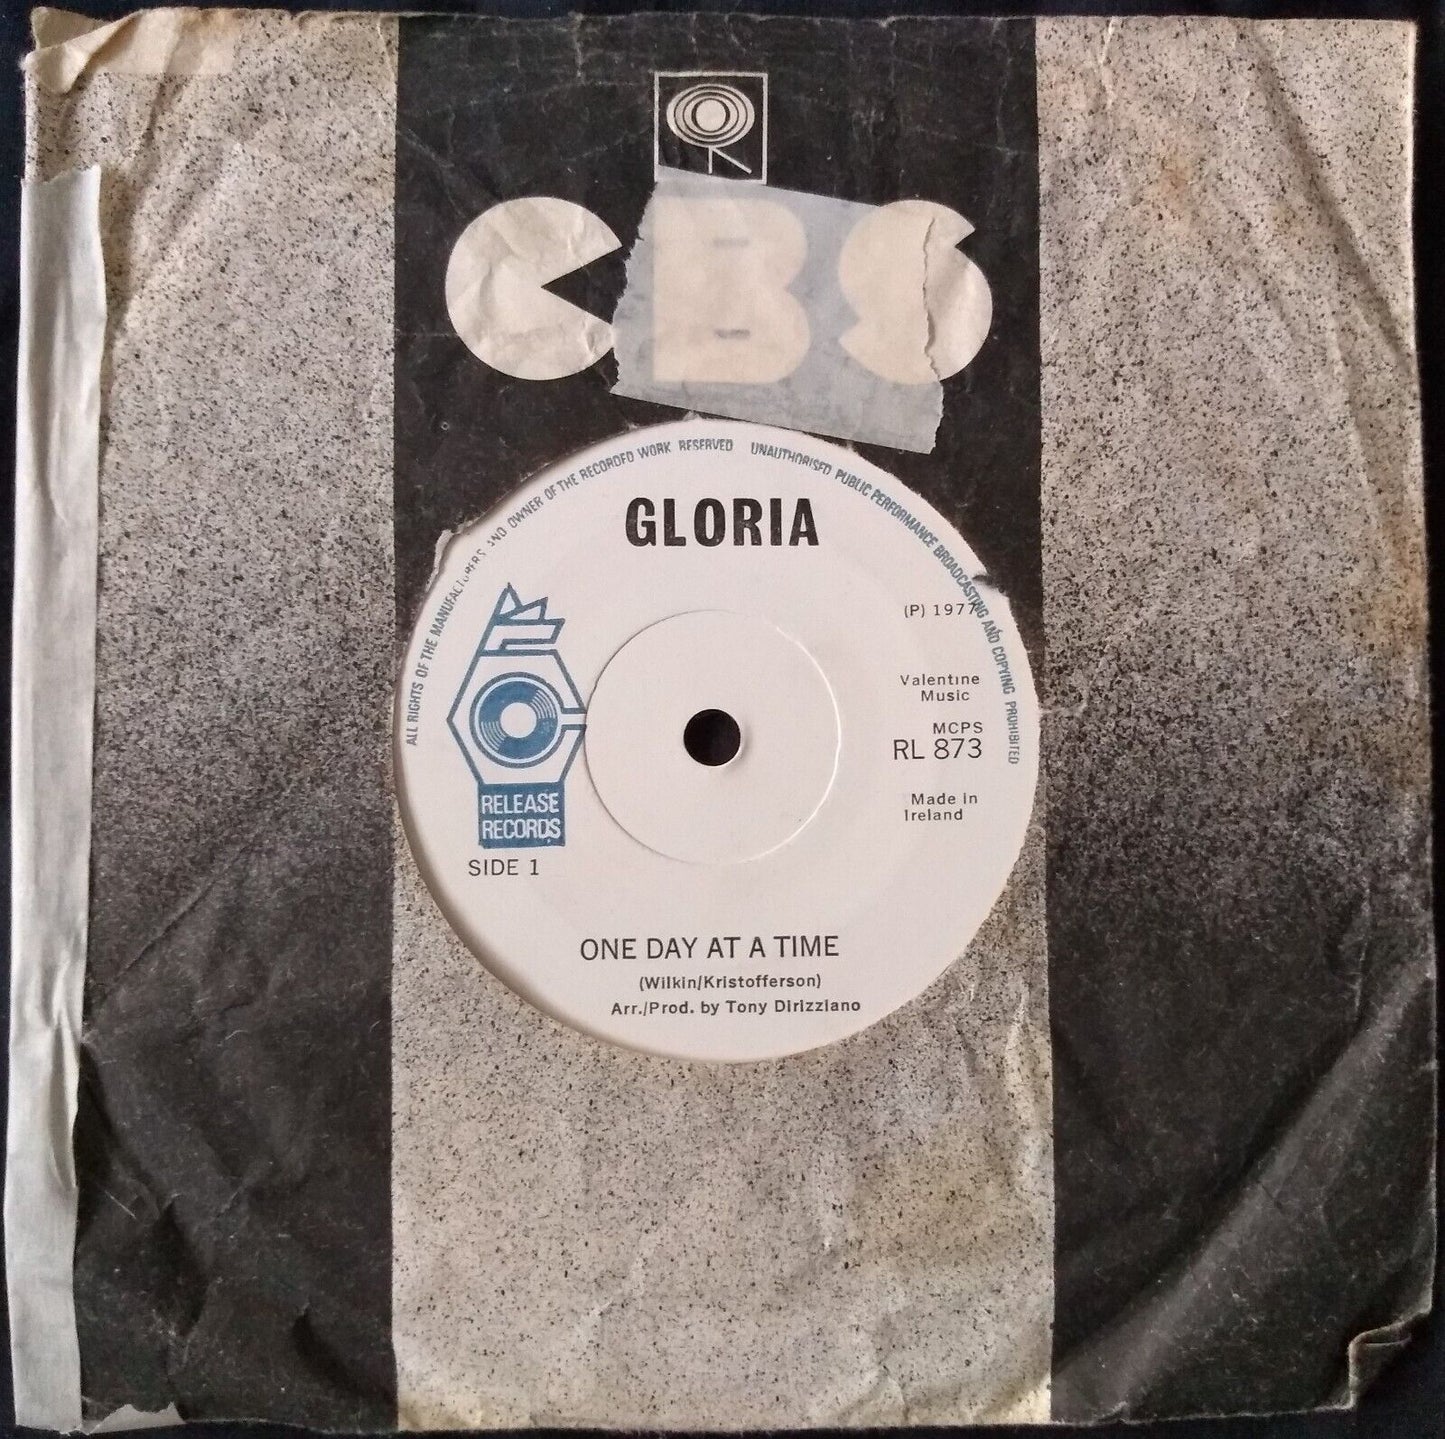 CBS
ALL RIGHTS OF THE MANUFACTURERS AND OWNER OF THE RECORDED WORK RESERVED UNAUTHORISED PUBLIC PERFORMANCE BROADCASTING AND COPYING PROHIBITED
GLORIA
(P) 1977
Valentine
Music
MCPS
RL 873
Made in
Ireland
RELEASE
RECORDS
SIDE 1
ONE DAY AT A TIME
(Wilkin/Kristofferson)
Arr./Prod. by Tony Dirizziano